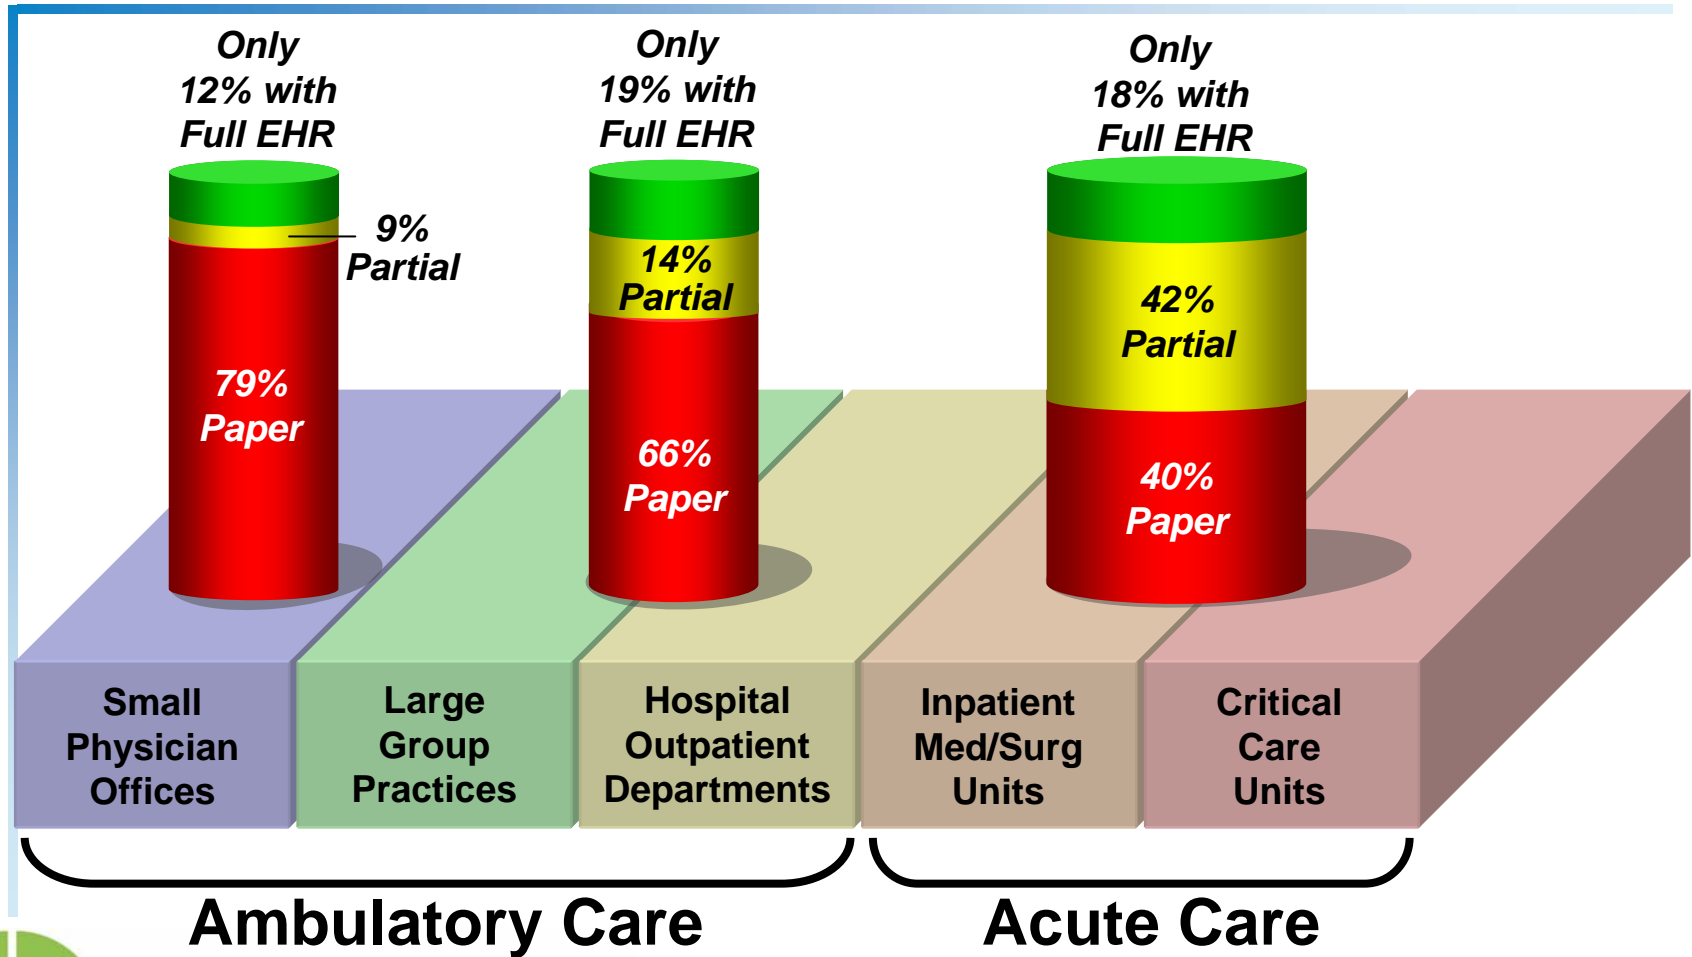 Only
12% with
Full EHR
9%
Partial
79%
Paper
Only
19% with
Full EHR
14%
Partial
66%
Paper
Only
18% with
Full EHR
42%
Partial
40%
Paper
Small
Physician
Offices
Large
Group
Practices
Hospital
Outpatient
Departments
Inpatient
Med/Surg
Units
Critical
Care
Units
Ambulatory Care
Acute Care